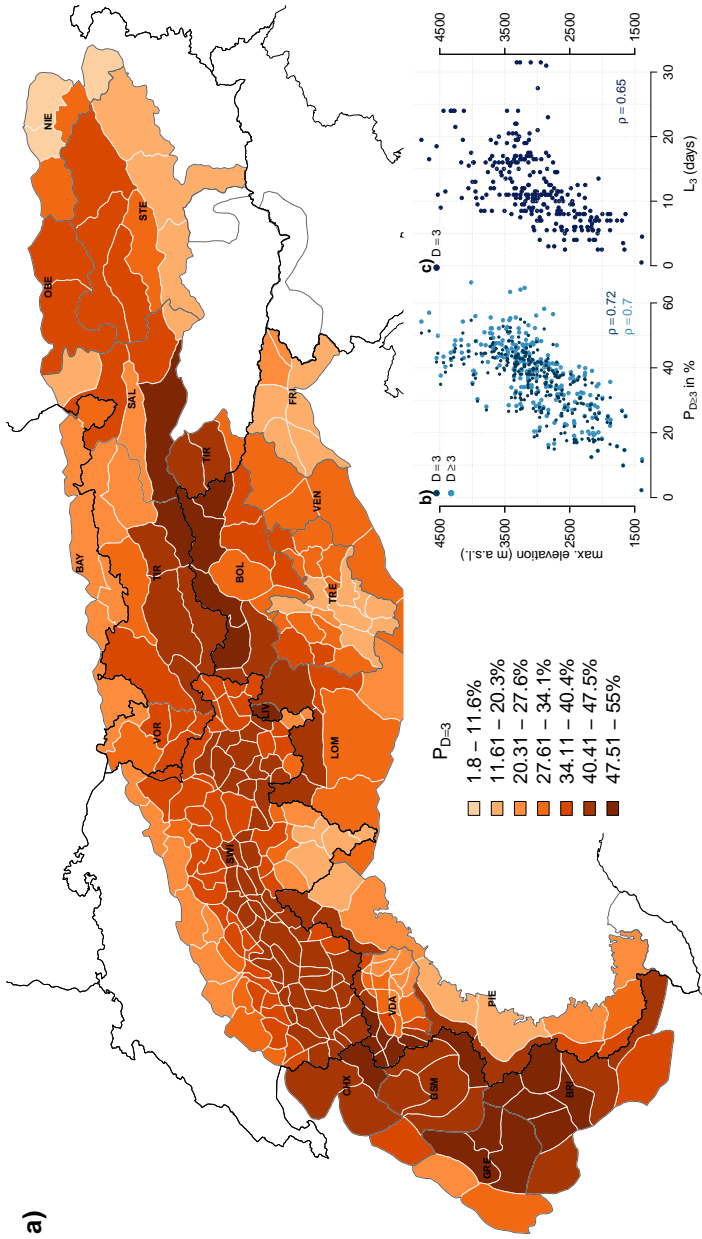 a)
NIE
OBE
STE
SAL
BAY
TIR
TIR
FRI
VEN
BOL
TRE
VOR
LIV
LOM
SWI
VDA
PIE
CHX
BSM
GRE
BRI
P_{D=3}
1.8 – 11.6%
11.61 – 20.3%
20.31 – 27.6%
27.61 – 34.1%
34.11 – 40.4%
40.41 – 47.5%
47.51 – 55%
b)
D = 3
D ≥ 3
ρ = 0.72
ρ = 0.7
max. elevation (m a.s.l.)
4500
3500
2500
1500
0
20
40
60
P_{D≥3} in %
c)
D = 3
ρ = 0.65
4500
3500
2500
1500
0
10
20
30
L_3 (days)